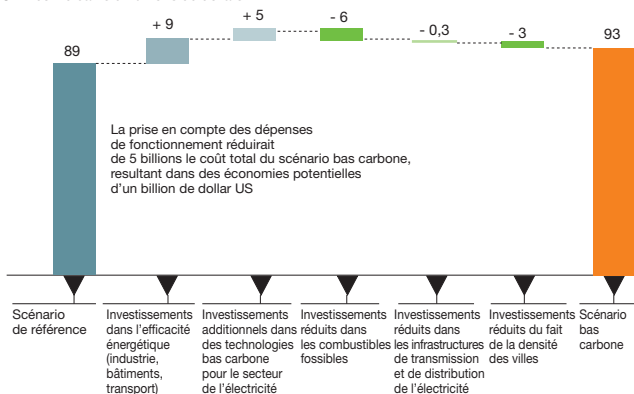 89
+ 9
+ 5
- 6
- 0,3
- 3
93
La prise en compte des dépenses
de fonctionnement réduirait
de 5 billions le coût total du scénario bas carbone,
resultant dans des économies potentielles
d'un billion de dollar US
Scénario
de référence
Investissements
dans l'efficacité
énergétique
(industrie,
bâtiments,
transport)
Investissements
additionnels dans
des technologies
bas carbone
pour le secteur
de l'électricité
Investissements
réduits dans
les combustibles
fossibles
Investissements
réduits dans
les infrastructures
de transmission
et de distribution
de l'électricité
Investissements
réduits du fait
de la densité
des villes
Scénario
bas
carbone